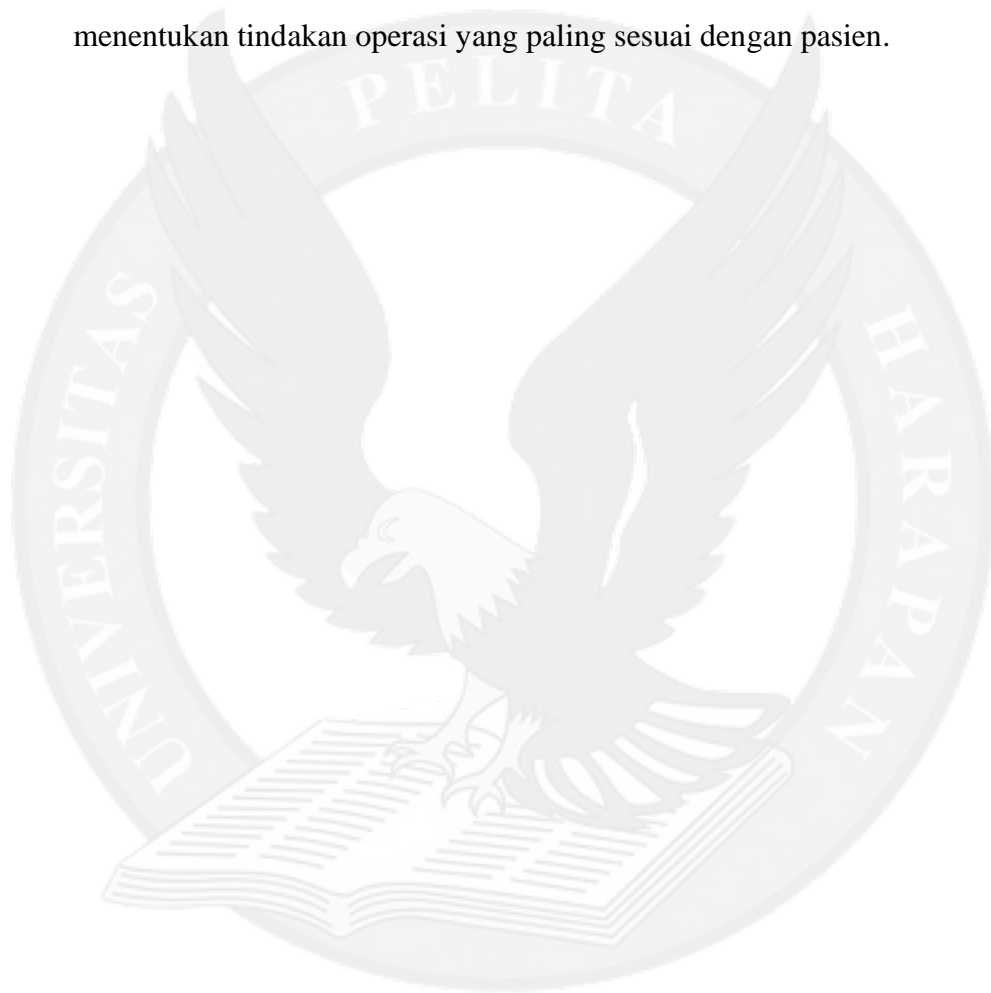 menentukan tindakan operasi yang paling sesuai dengan pasien.
UNIVERSITAS PELITA HARAPAN